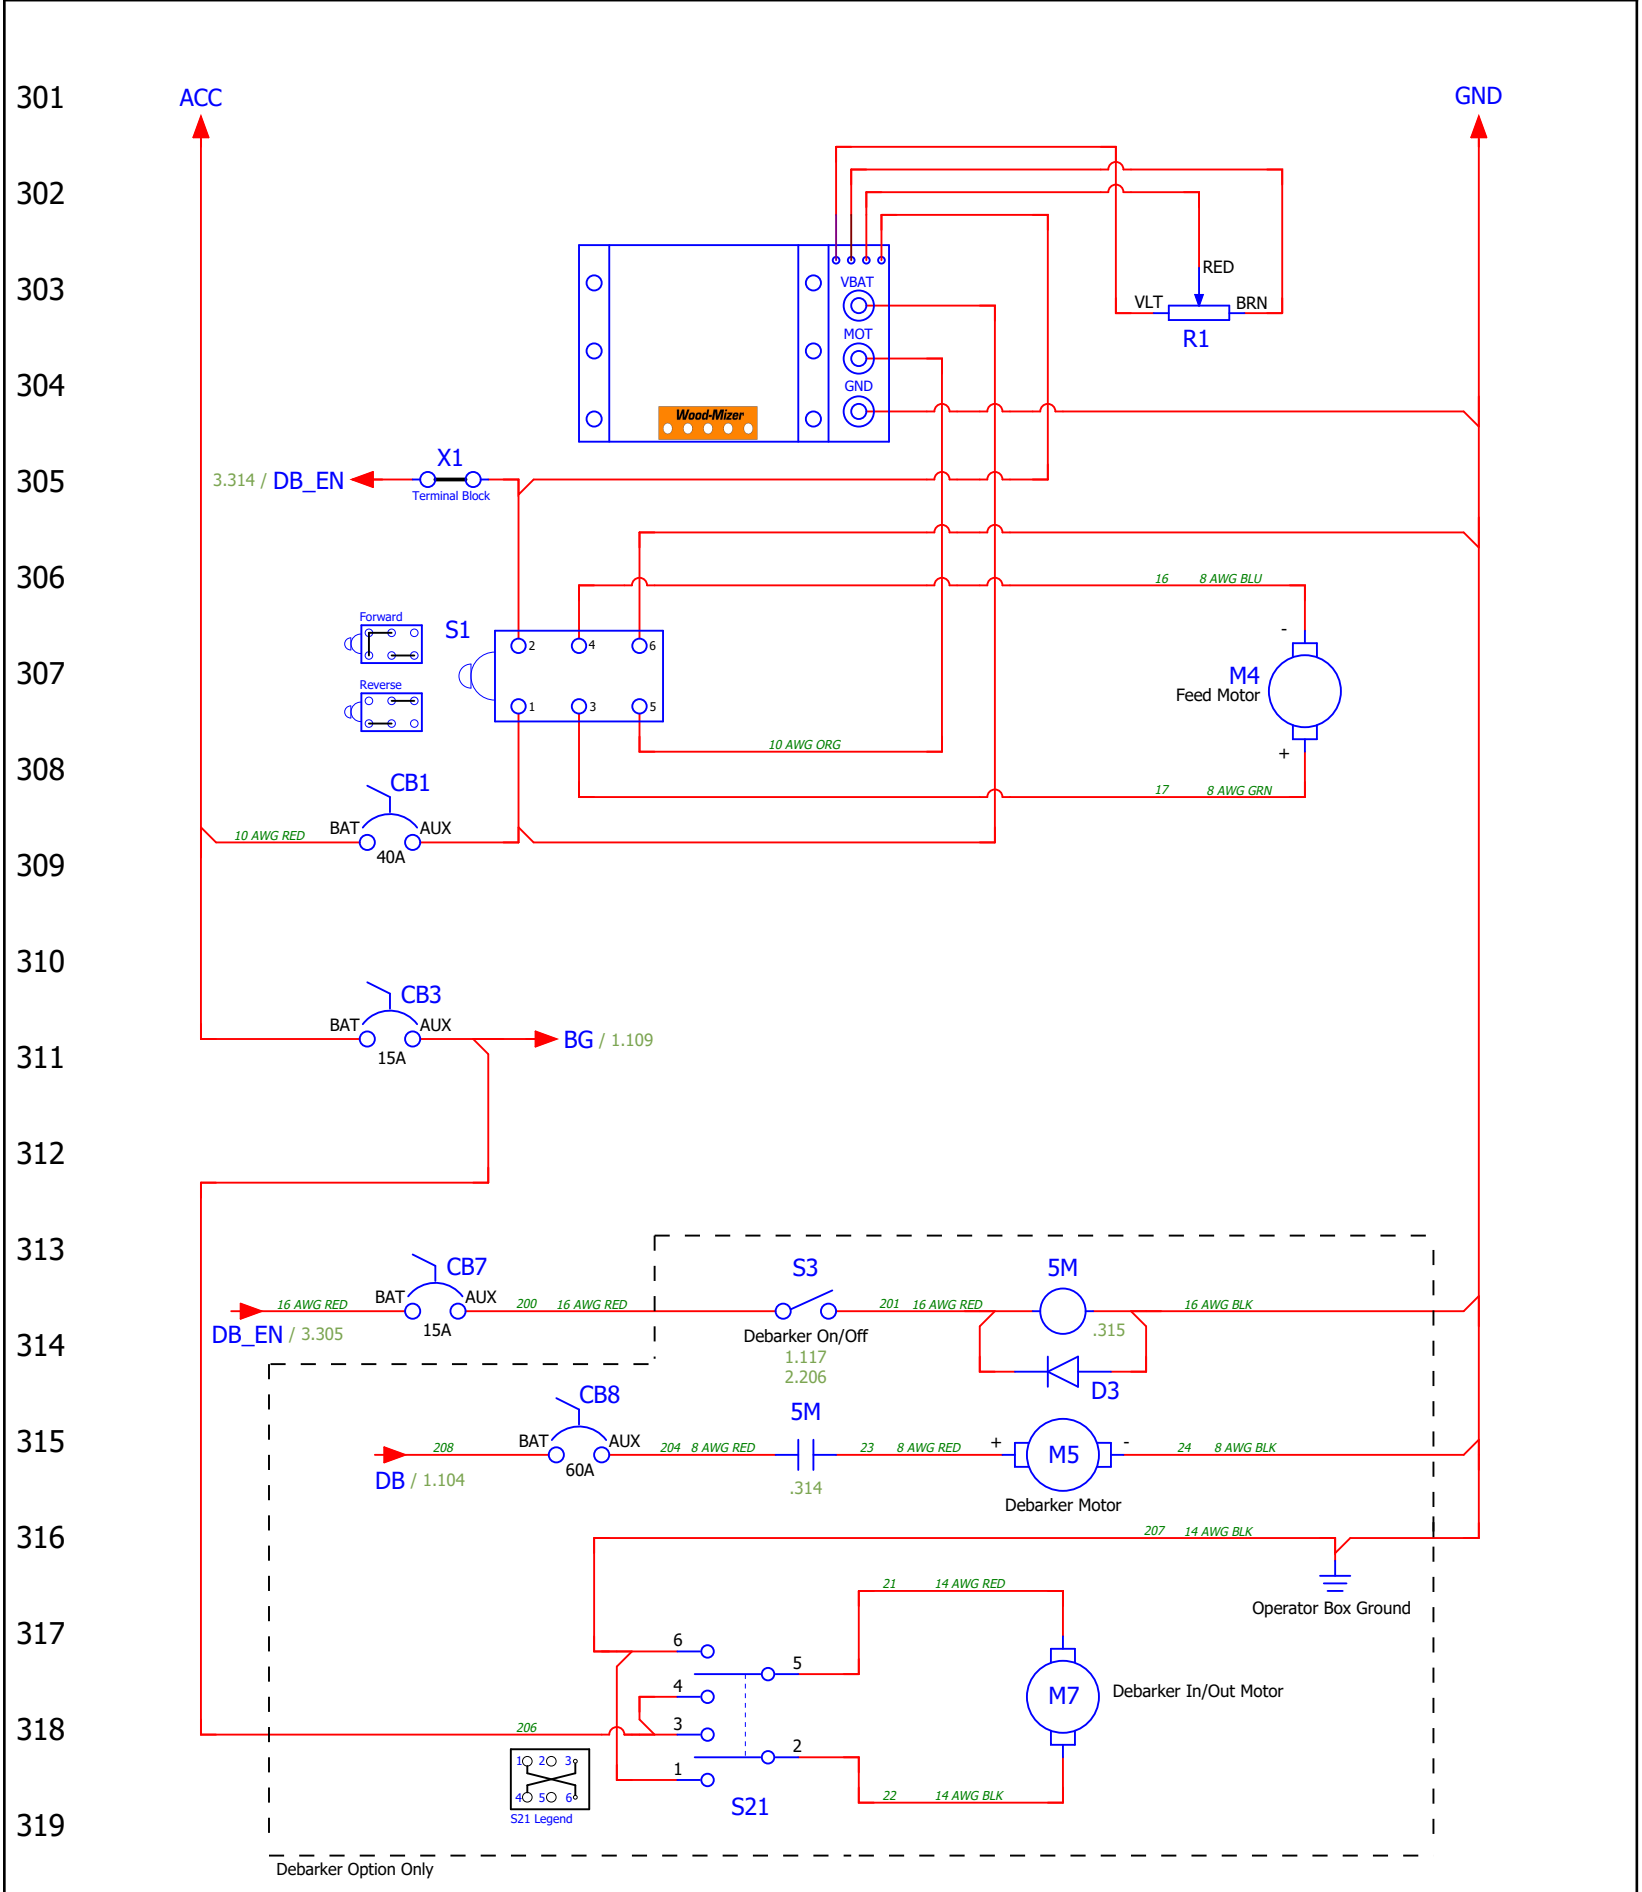 301
ACC
GND
302
RED
303
VBAT
VLT
BRN
MOT
R1
304
GND
Wood-Mizer
X1
305
3.314 / DB_EN
Terminal Block
306
16 8 AWG BLU
Forward
S1
-
2
4
6
307
M4
Feed Motor
Reverse
1
3
5
10 AWG ORG
+
308
CB1
17 8 AWG GRN
BAT
AUX
10 AWG RED
40A
309
310
CB3
BAT
AUX
BG / 1.109
311
15A
312
313
CB7
S3
5M
BAT
AUX
16 AWG RED
200 16 AWG RED
201 16 AWG RED
16 AWG BLK
DB_EN / 3.305
15A
Debarker On/Off
.315
314
1.117
2.206
D3
CB8
5M
315
BAT
AUX
+
-
208
204 8 AWG RED
23 8 AWG RED
M5
24 8 AWG BLK
60A
DB / 1.104
.314
Debarker Motor
316
207 14 AWG BLK
21 14 AWG RED
Operator Box Ground
317
6
5
4
M7
Debarker In/Out Motor
318
206
3
2
1 2 3
1
4 5 6
22 14 AWG BLK
S21
S21 Legend
319
Debarker Option Only